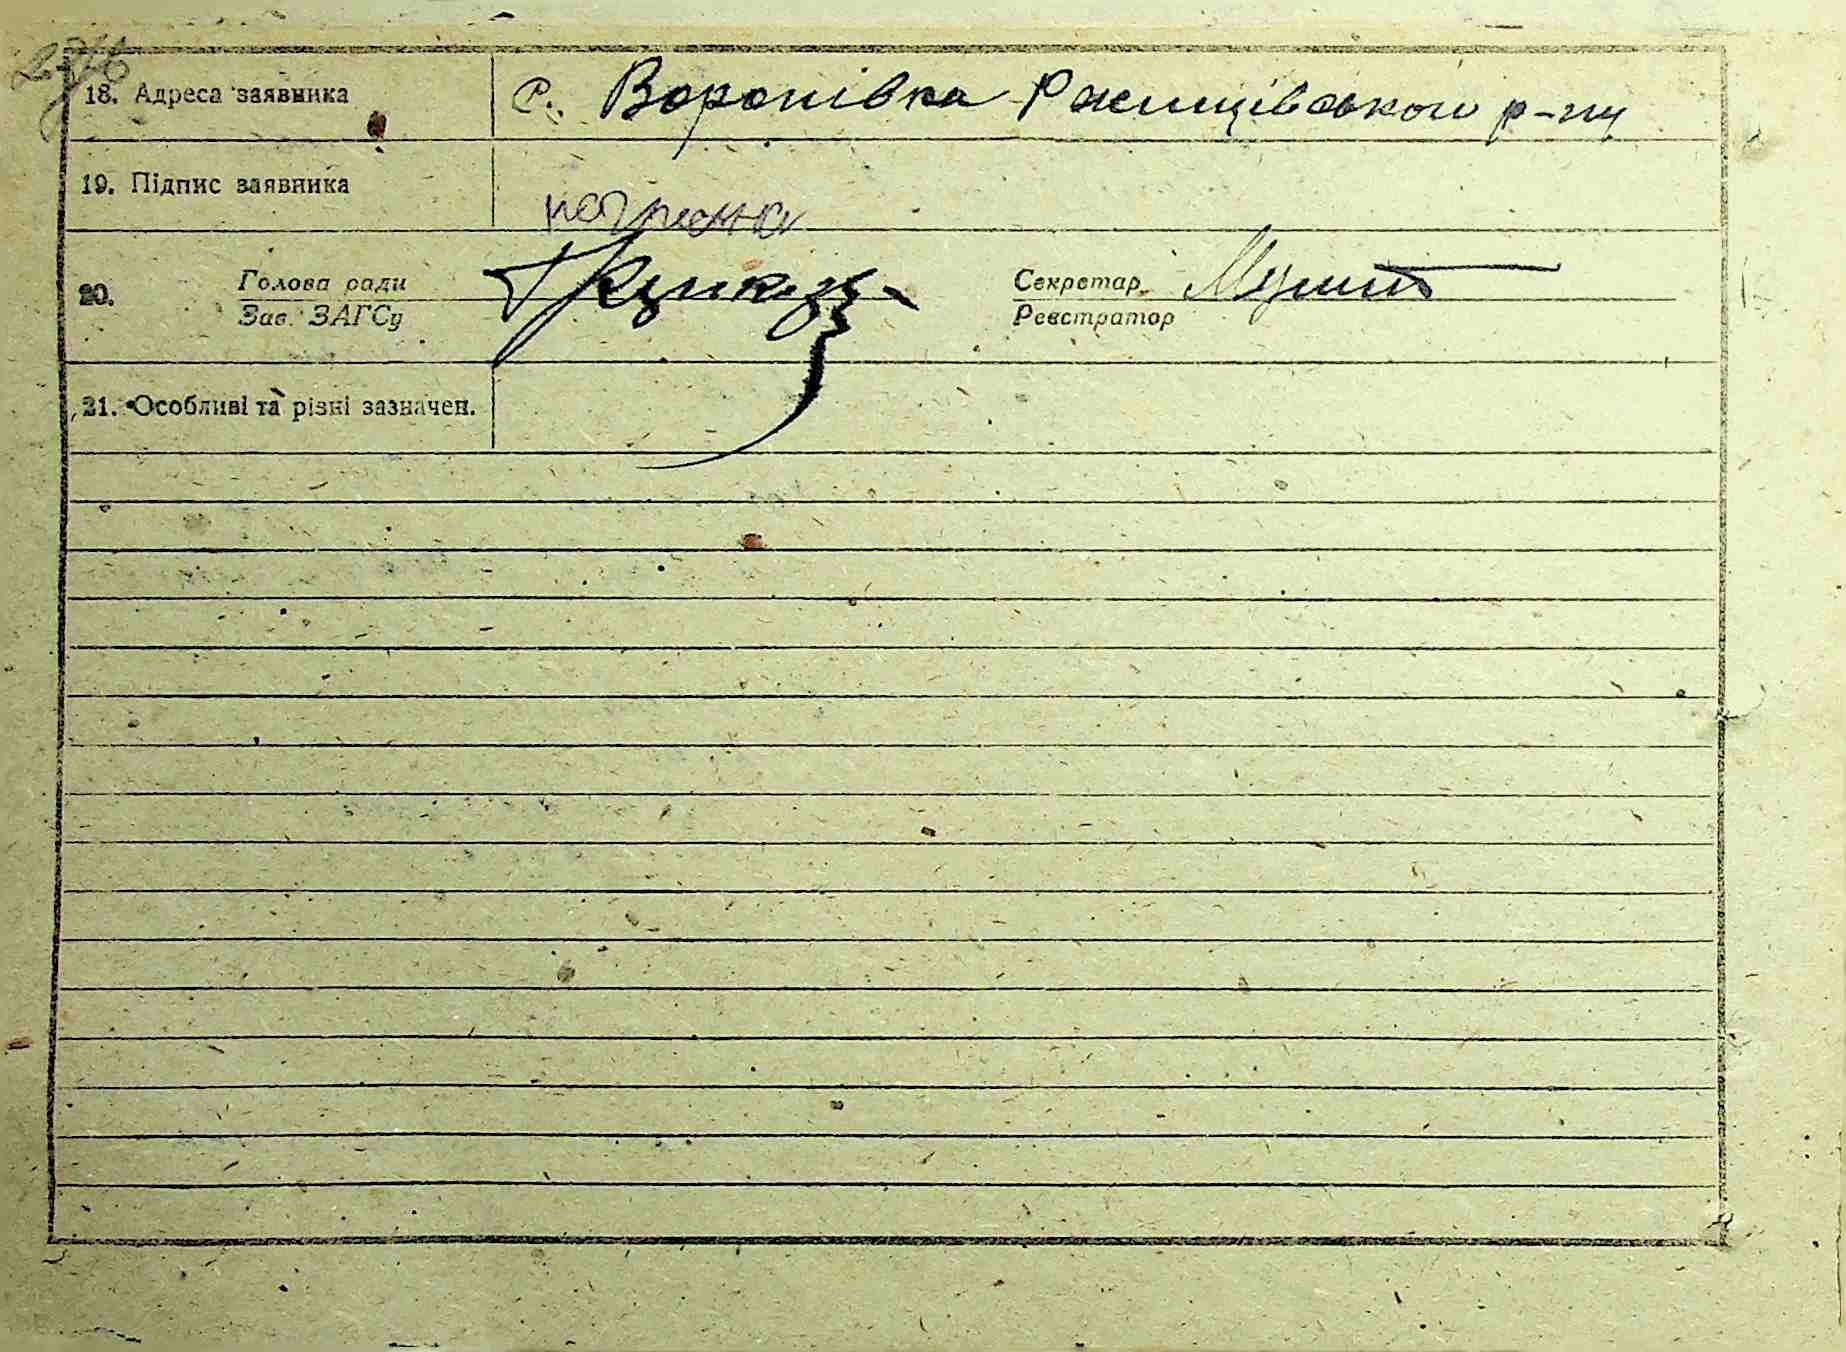 18. Адреса заявника с. Воронівка Ржищівського р-ну
19. Підпис заявника
20. Голова ради Секретар
Зав. ЗАГСу Реєстратор
21. Особливі та різні зазначен.